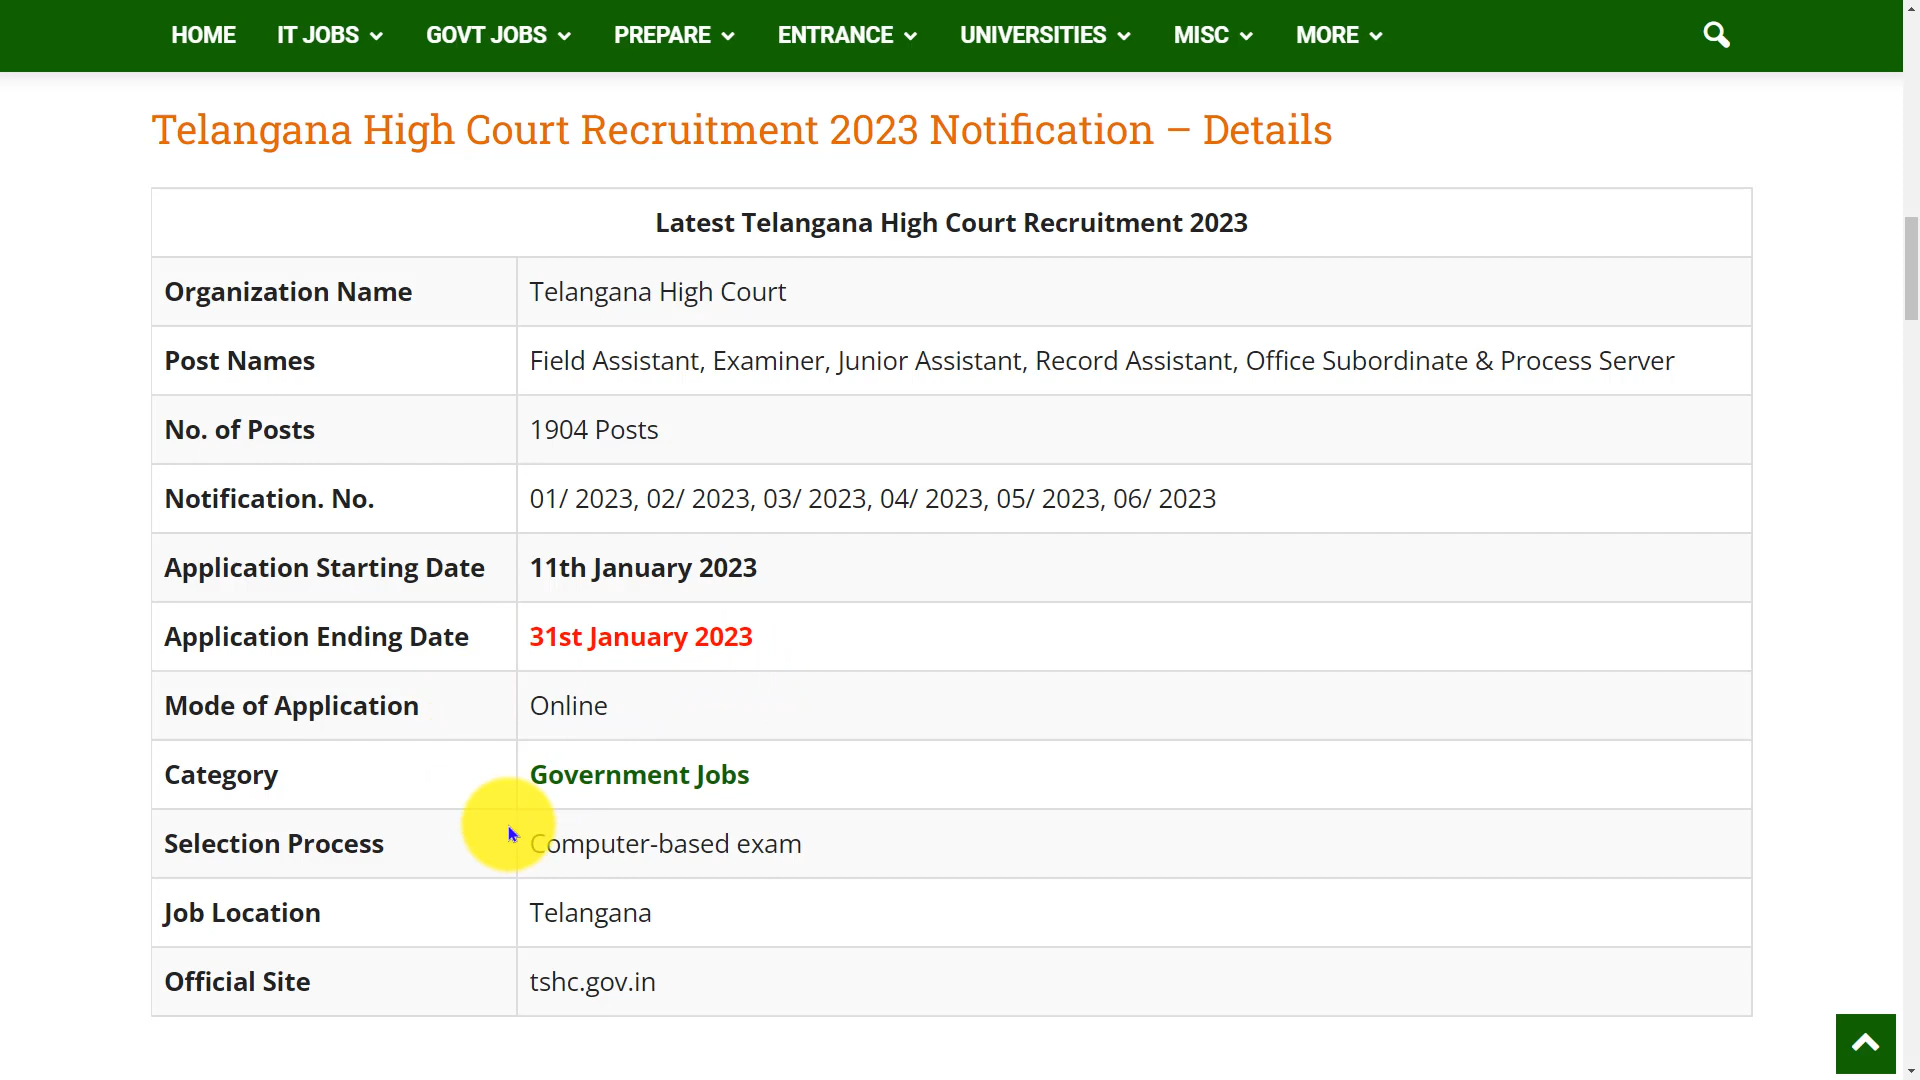 HOME IT JOBS GOVT JOBS PREPARE ENTRANCE UNIVERSITIES MISC MORE
Telangana High Court Recruitment 2023 Notification – Details
Latest Telangana High Court Recruitment 2023
Organization Name Telangana High Court
Post Names Field Assistant, Examiner, Junior Assistant, Record Assistant, Office Subordinate & Process Server
No. of Posts 1904 Posts
Notification. No. 01/ 2023, 02/ 2023, 03/ 2023, 04/ 2023, 05/ 2023, 06/ 2023
Application Starting Date 11th January 2023
Application Ending Date 31st January 2023
Mode of Application Online
Category Government Jobs
Selection Process Computer-based exam
Job Location Telangana
Official Site tshc.gov.in